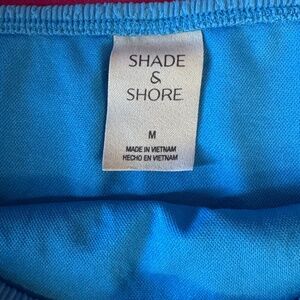 SHADE
&
SHORE
M
MADE IN VIETNAM
HECHO EN VIETNAM